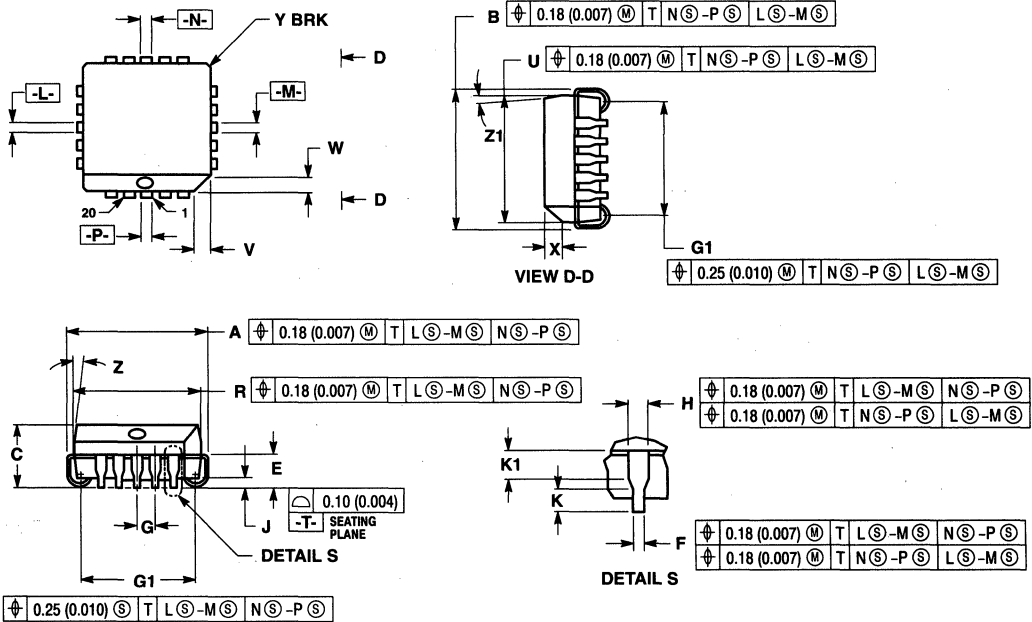 -N-
Y BRK
D
-L-
-M-
W
20
1
D
-P-
V
B ⌖ 0.18 (0.007) Ⓜ T N Ⓢ –P Ⓢ L Ⓢ –M Ⓢ
U ⌖ 0.18 (0.007) Ⓜ T N Ⓢ –P Ⓢ L Ⓢ –M Ⓢ
Z1
X
G1
VIEW D-D
⌖ 0.25 (0.010) Ⓜ T N Ⓢ –P Ⓢ L Ⓢ –M Ⓢ
A ⌖ 0.18 (0.007) Ⓜ T L Ⓢ –M Ⓢ N Ⓢ –P Ⓢ
Z
R ⌖ 0.18 (0.007) Ⓜ T L Ⓢ –M Ⓢ N Ⓢ –P Ⓢ
C
E
⌓ 0.10 (0.004)
G
J
-T- SEATING
PLANE
DETAIL S
G1
⌖ 0.25 (0.010) Ⓢ T L Ⓢ –M Ⓢ N Ⓢ –P Ⓢ
H
⌖ 0.18 (0.007) Ⓜ T L Ⓢ –M Ⓢ N Ⓢ –P Ⓢ
⌖ 0.18 (0.007) Ⓜ T N Ⓢ –P Ⓢ L Ⓢ –M Ⓢ
K1
K
F
⌖ 0.18 (0.007) Ⓜ T L Ⓢ –M Ⓢ N Ⓢ –P Ⓢ
⌖ 0.18 (0.007) Ⓜ T N Ⓢ –P Ⓢ L Ⓢ –M Ⓢ
DETAIL S